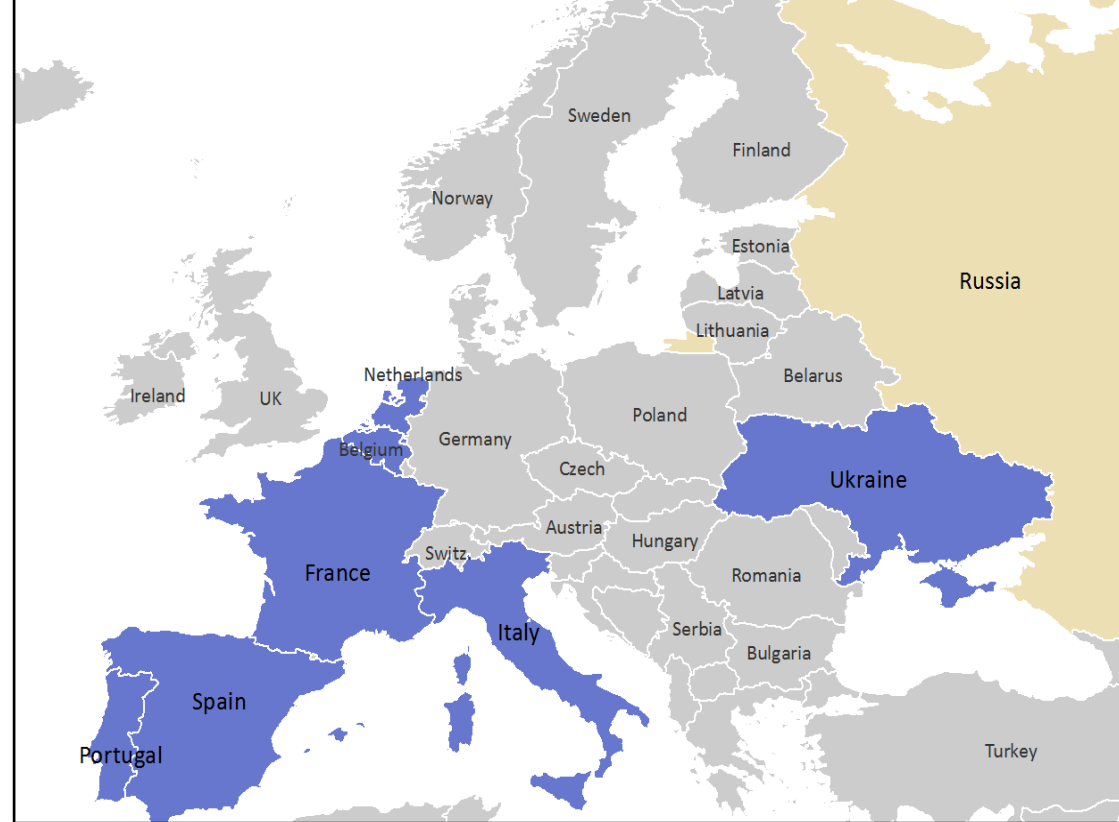 Sweden
Finland
Norway
Estonia
Russia
Latvia
Lithuania
Netherlands
Belarus
Ireland
UK
Poland
Germany
Belgium
Czech
Ukraine
Austria
Hungary
Switz.
France
Romania
Italy
Serbia
Bulgaria
Spain
Portugal
Turkey